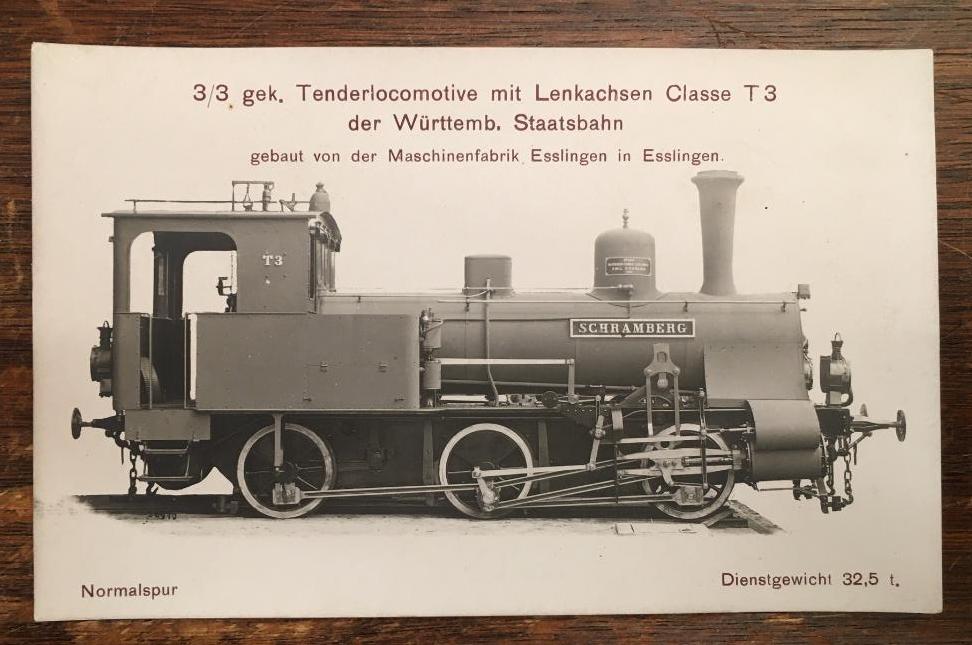 3/3 gek. Tenderlocomotive mit Lenkachsen Classe T 3
der Württemb. Staatsbahn
gebaut von der Maschinenfabrik Esslingen in Esslingen.
T3
SCHRAMBERG
Normalspur
Dienstgewicht 32,5 t.